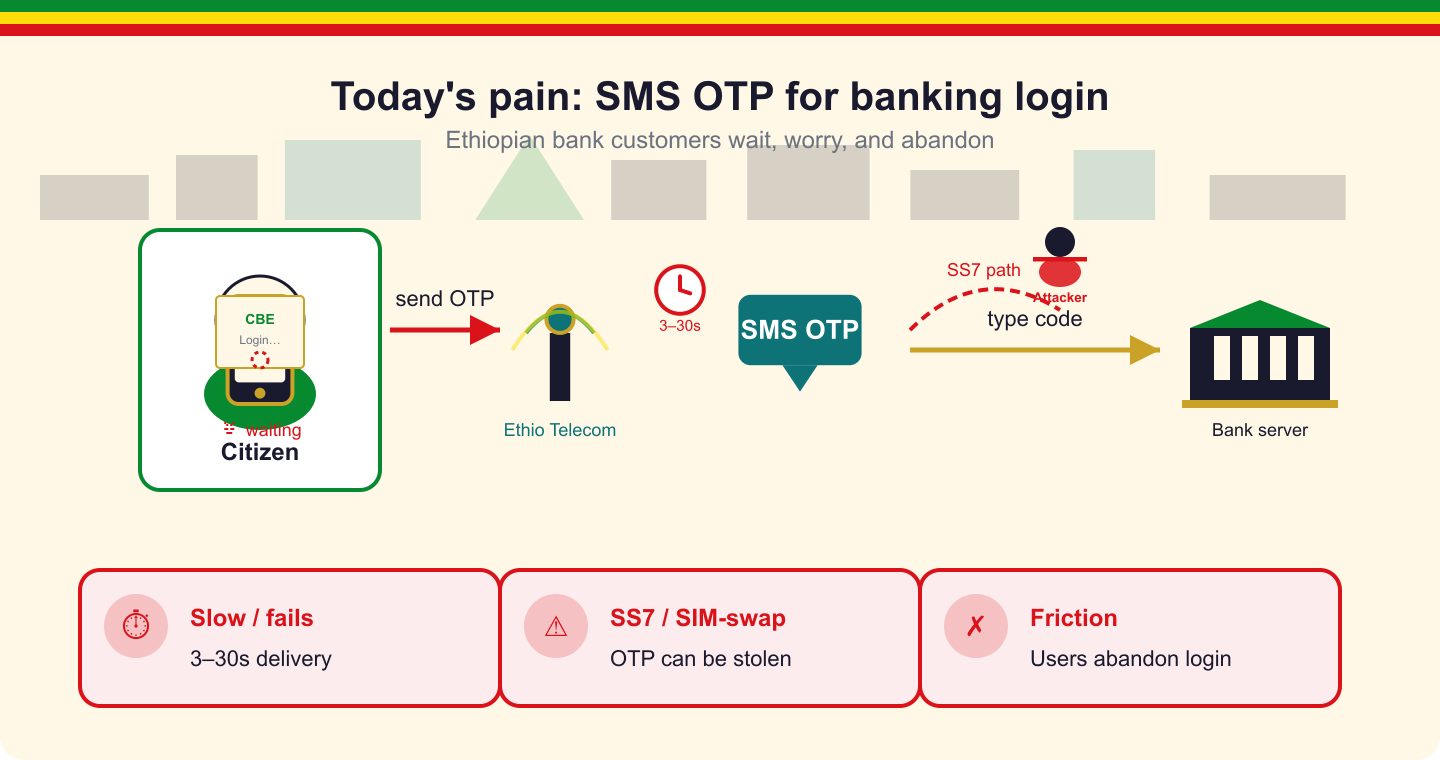 Today's pain: SMS OTP for banking login
Ethiopian bank customers wait, worry, and abandon
CBE
Login…
waiting
Citizen
send OTP
Ethio Telecom
3–30s
SMS OTP
SS7 path
Attacker
type code
Bank server
Slow / fails
3–30s delivery
SS7 / SIM-swap
OTP can be stolen
Friction
Users abandon login